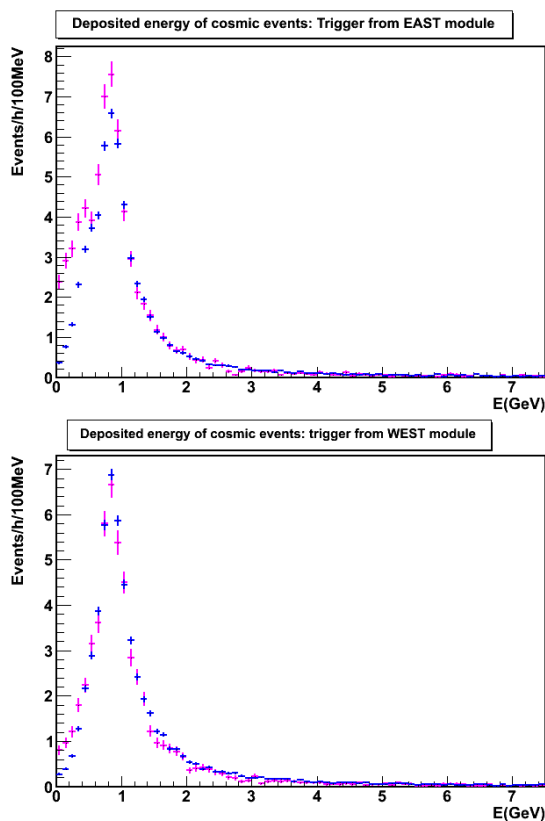 Deposited energy of cosmic events: Trigger from EAST module
Events/h/100MeV
8
7
6
5
4
3
2
1
0
0 1 2 3 4 5 6 7
E(GeV)
Deposited energy of cosmic events: trigger from WEST module
Events/h/100MeV
7
6
5
4
3
2
1
0
0 1 2 3 4 5 6 7
E(GeV)